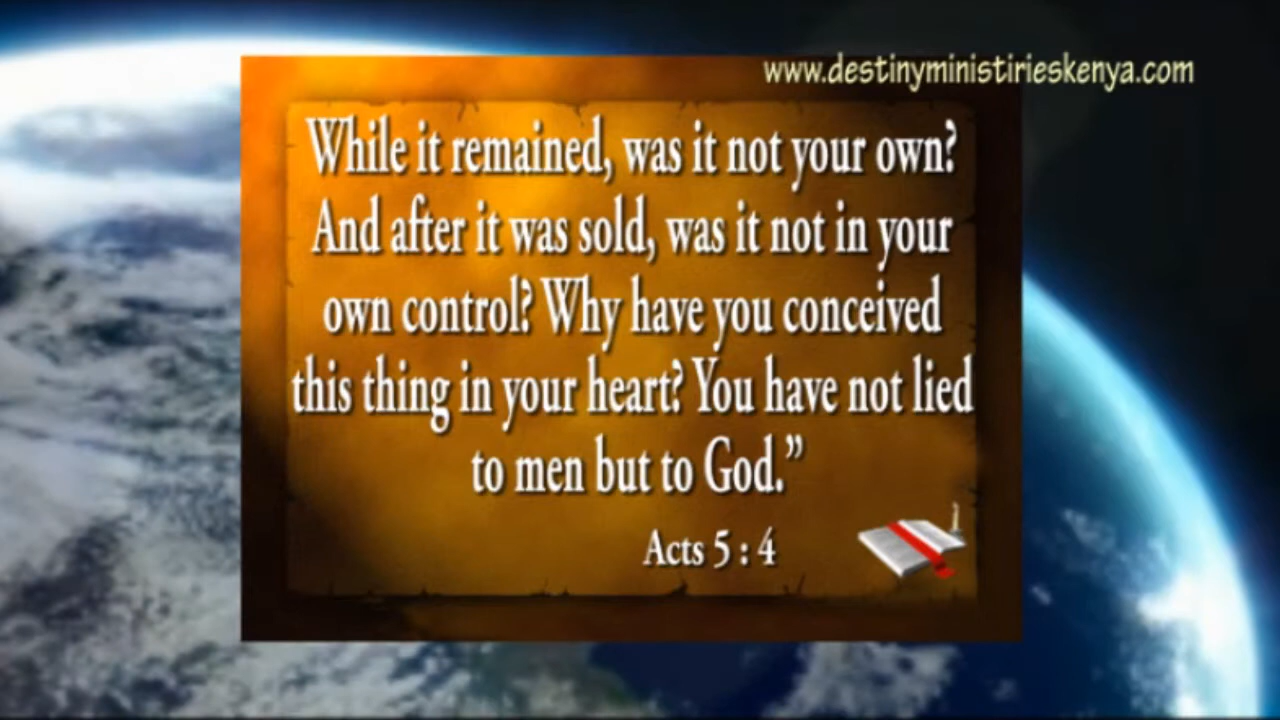 www.destinyministirieskenya.com
While it remained, was it not your own?
And after it was sold, was it not in your
own control? Why have you conceived
this thing in your heart? You have not lied
to men but to God.”
Acts 5 : 4